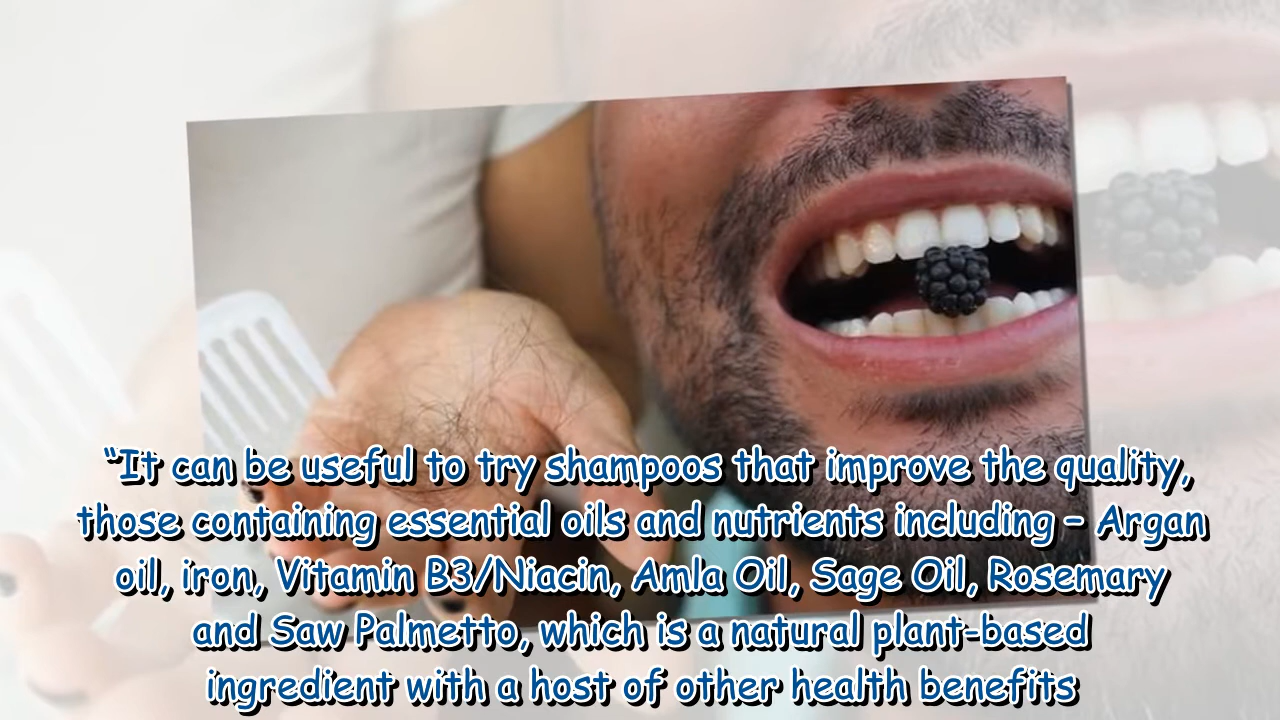 “It can be useful to try shampoos that improve the quality,
those containing essential oils and nutrients including – Argan
oil, iron, Vitamin B3/Niacin, Amla Oil, Sage Oil, Rosemary
and Saw Palmetto, which is a natural plant-based
ingredient with a host of other health benefits